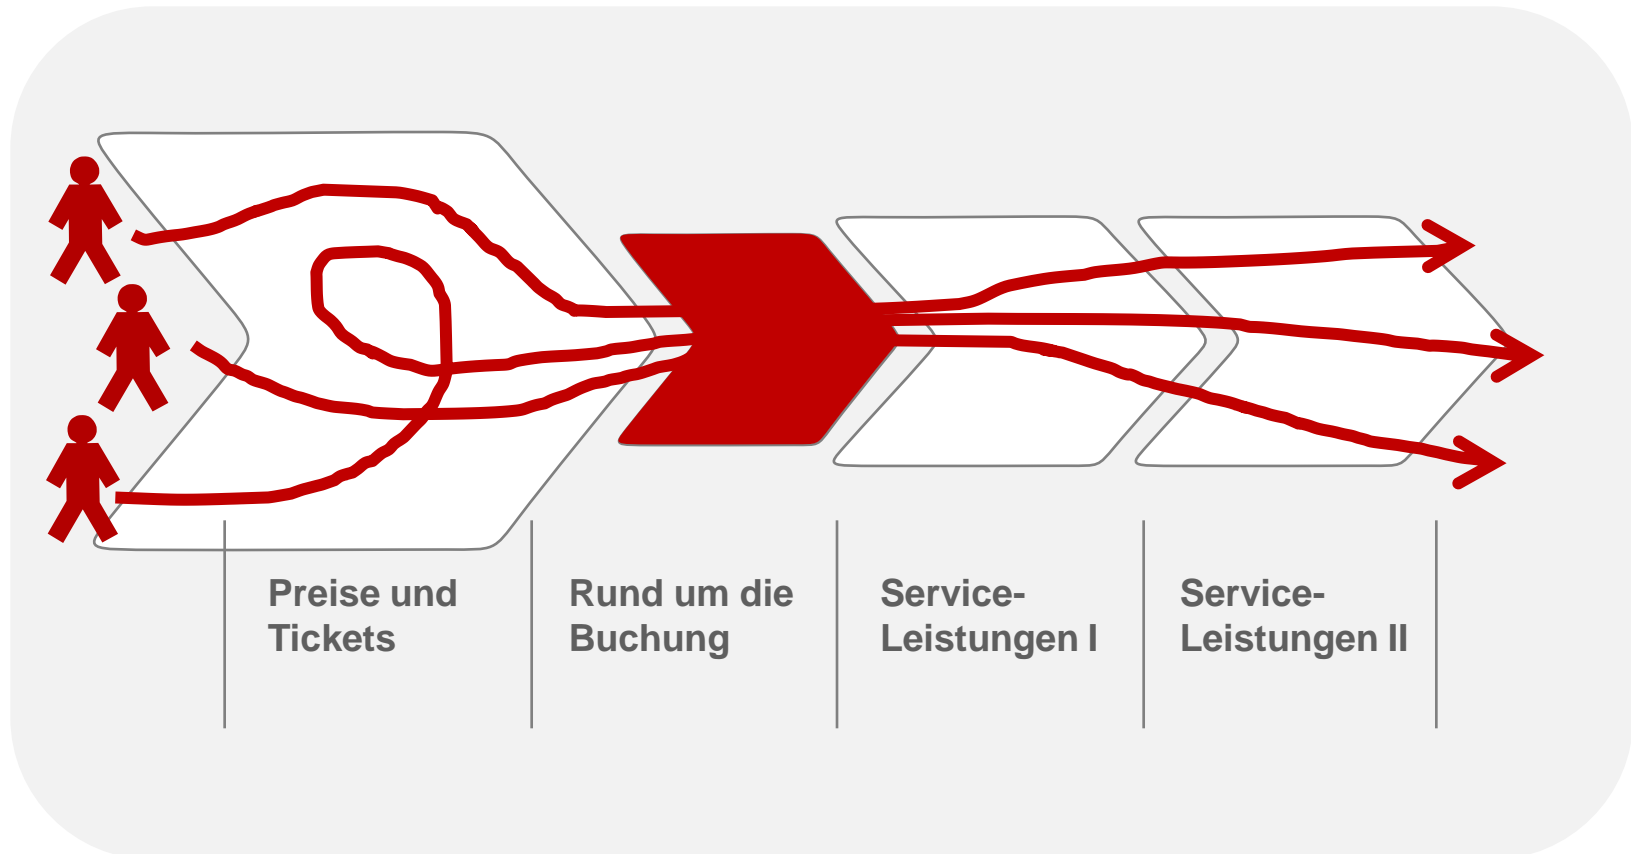 Preise und
Tickets
Rund um die
Buchung
Service-
Leistungen I
Service-
Leistungen II